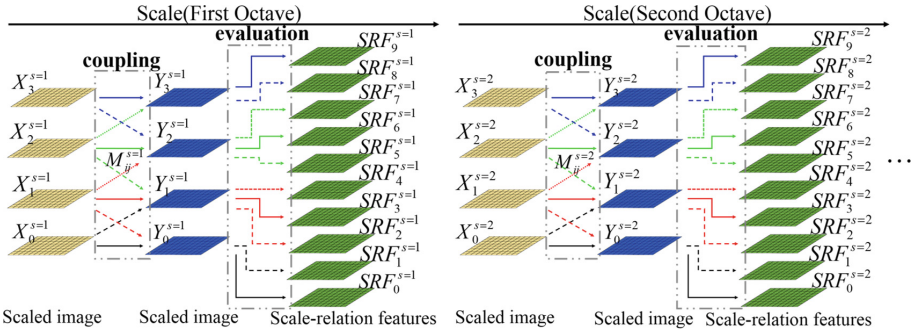 Scale(First Octave)
evaluation
coupling
X_3^{s=1}
X_2^{s=1}
X_1^{s=1}
X_0^{s=1}
M_{ij}^{s=1}
Y_3^{s=1}
Y_2^{s=1}
Y_1^{s=1}
Y_0^{s=1}
SRF_9^{s=1}
SRF_8^{s=1}
SRF_7^{s=1}
SRF_6^{s=1}
SRF_5^{s=1}
SRF_4^{s=1}
SRF_3^{s=1}
SRF_2^{s=1}
SRF_1^{s=1}
SRF_0^{s=1}
Scaled image
Scaled image
Scale-relation features
Scale(Second Octave)
evaluation
coupling
X_3^{s=2}
X_2^{s=2}
X_1^{s=2}
X_0^{s=2}
M_{ij}^{s=2}
Y_3^{s=2}
Y_2^{s=2}
Y_1^{s=2}
Y_0^{s=2}
SRF_9^{s=2}
SRF_8^{s=2}
SRF_7^{s=2}
SRF_6^{s=2}
SRF_5^{s=2}
SRF_4^{s=2}
SRF_3^{s=2}
SRF_2^{s=2}
SRF_1^{s=2}
SRF_0^{s=2}
...
Scaled image
Scaled image
Scale-relation features